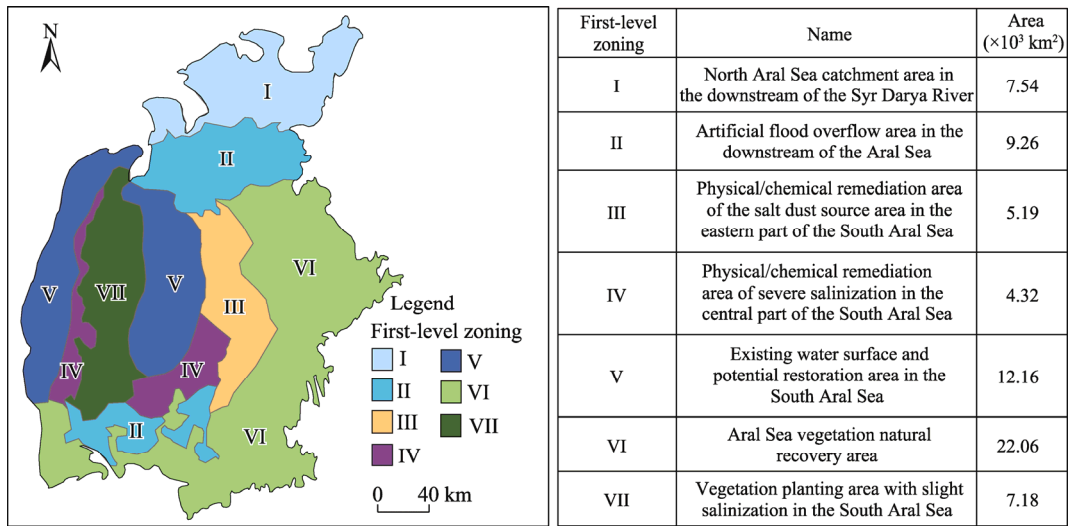 N
I
II
V
VII
V
VI
III
IV
IV
II
VI
Legend
First-level zoning
I
II
III
IV
V
VI
VII
0 40 km
First-level
zoning
Name
Area
(×10³ km²)
I
North Aral Sea catchment area in
the downstream of the Syr Darya River
7.54
II
Artificial flood overflow area in the
downstream of the Aral Sea
9.26
III
Physical/chemical remediation area
of the salt dust source area in the
eastern part of the South Aral Sea
5.19
IV
Physical/chemical remediation
area of severe salinization in the
central part of the South Aral Sea
4.32
V
Existing water surface and
potential restoration area in the
South Aral Sea
12.16
VI
Aral Sea vegetation natural
recovery area
22.06
VII
Vegetation planting area with slight
salinization in the South Aral Sea
7.18